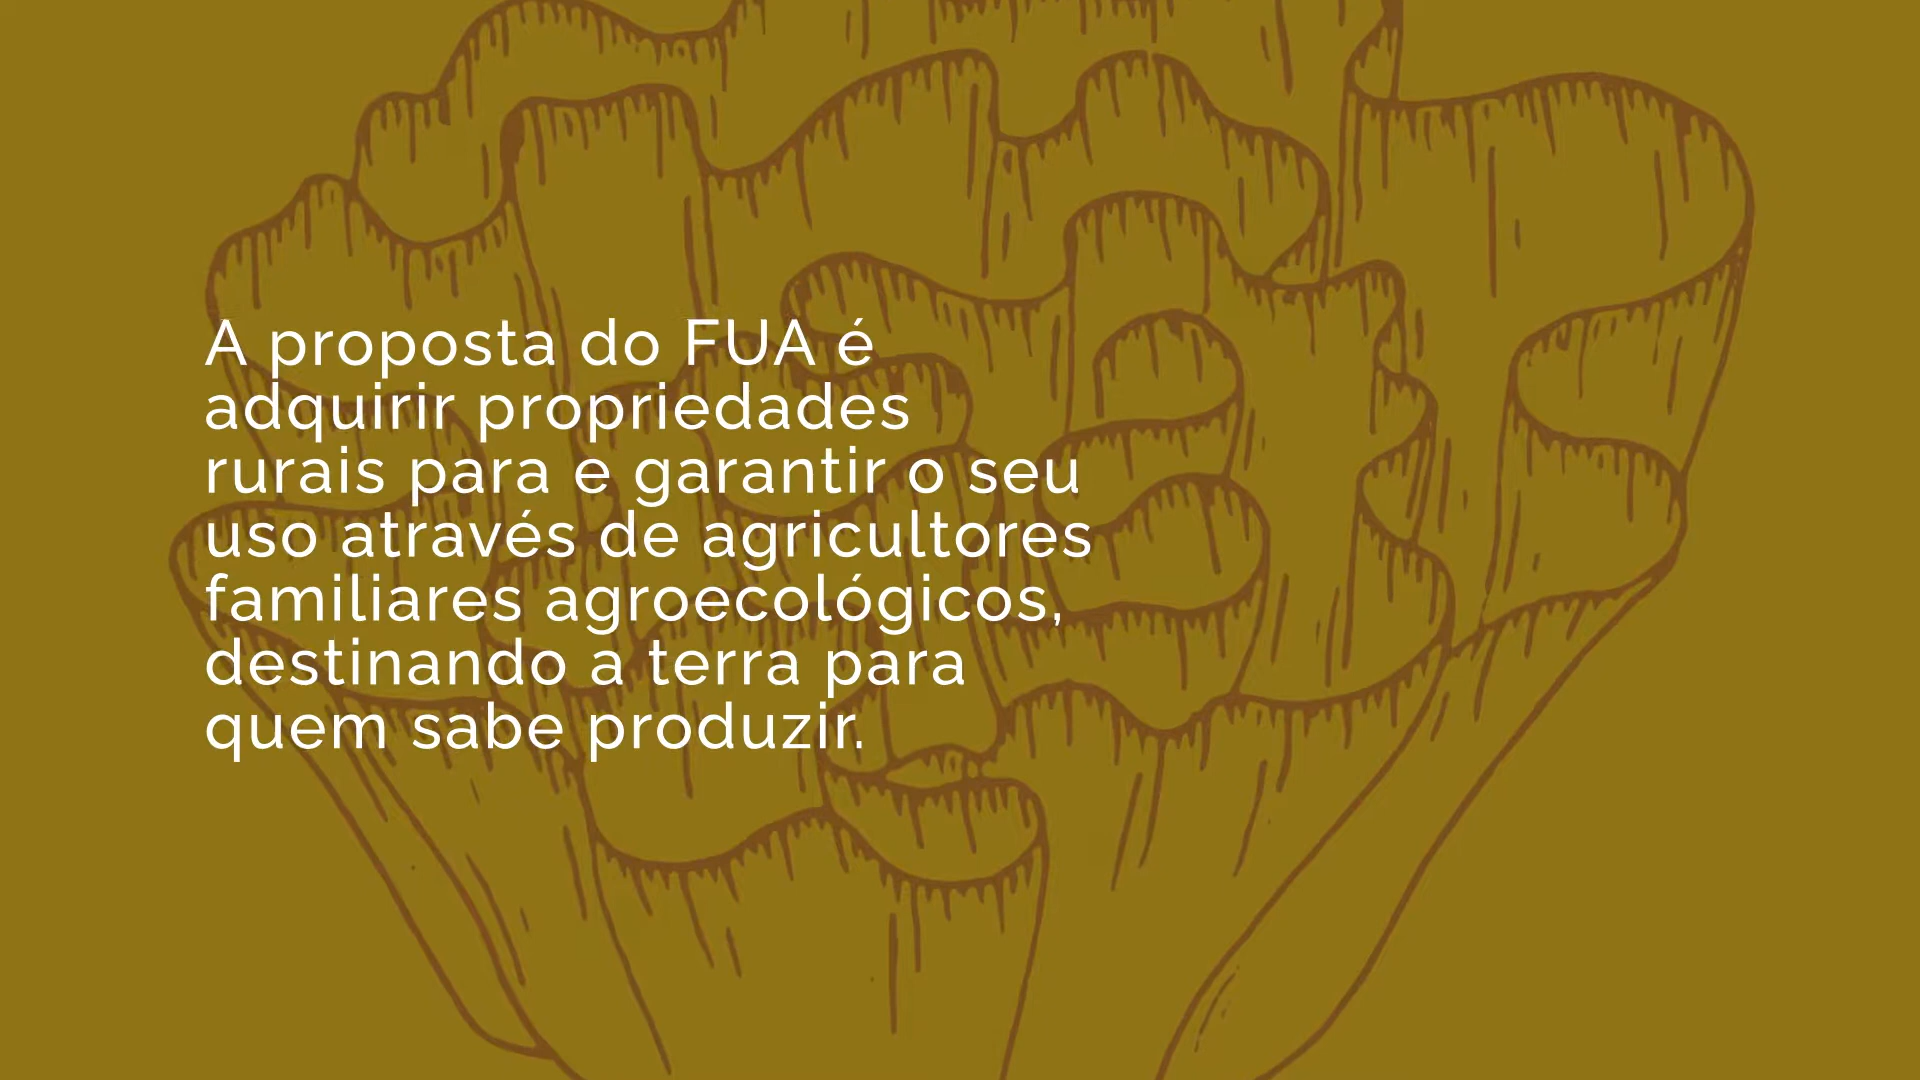 A proposta do FUA é
adquirir propriedades
rurais para e garantir o seu
uso através de agricultores
familiares agroecológicos,
destinando a terra para
quem sabe produzir.